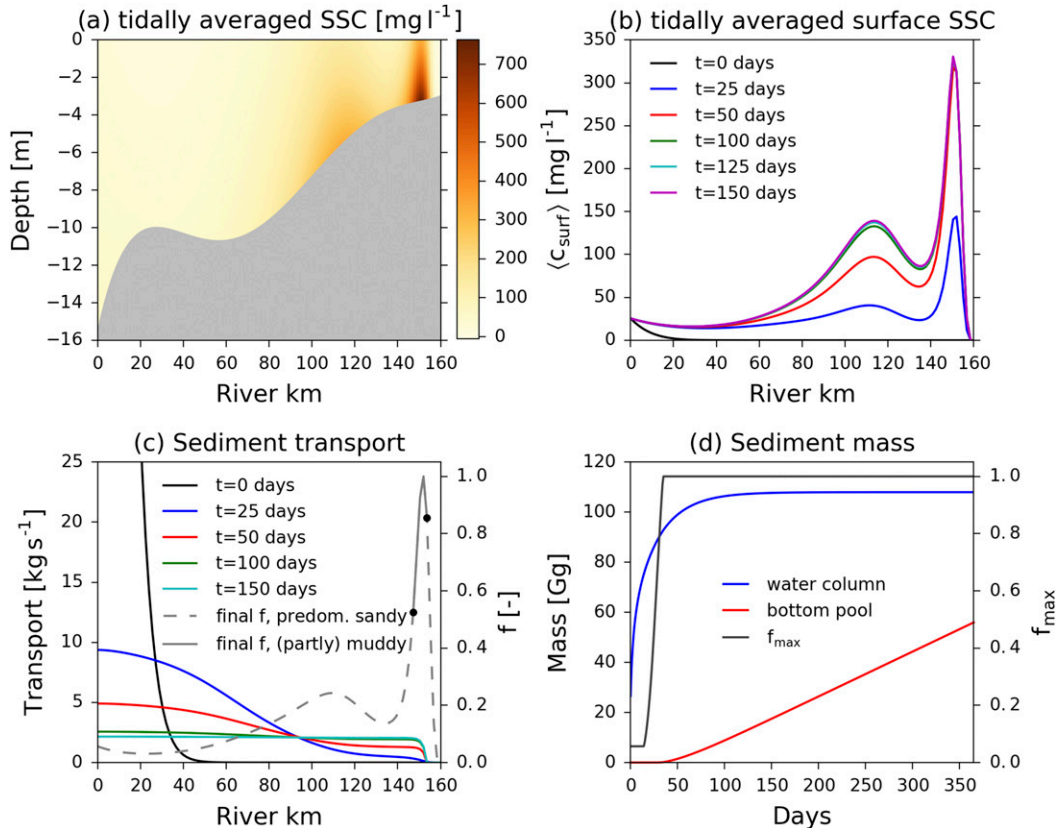 (a) tidally averaged SSC [mg l⁻¹]
0
−2
−4
−6
−8
−10
−12
−14
−16
Depth [m]
0 20 40 60 80 100 120 140 160
River km
700
600
500
400
300
200
100
0
(b) tidally averaged surface SSC
350
300
250
200
150
100
50
0
⟨c_surf⟩ [mg l⁻¹]
t=0 days
t=25 days
t=50 days
t=100 days
t=125 days
t=150 days
0 20 40 60 80 100 120 140 160
River km
(c) Sediment transport
25
20
15
10
5
0
Transport [kg s⁻¹]
t=0 days
t=25 days
t=50 days
t=100 days
t=150 days
final f, predom. sandy
final f, (partly) muddy
1.0
0.8
0.6
0.4
0.2
0.0
f [-]
0 20 40 60 80 100 120 140 160
River km
(d) Sediment mass
120
110
100
90
80
70
60
50
40
30
20
10
0
Mass [Gg]
water column
bottom pool
f_max
1.0
0.8
0.6
0.4
0.2
0.0
f_max
0 50 100 150 200 250 300 350
Days